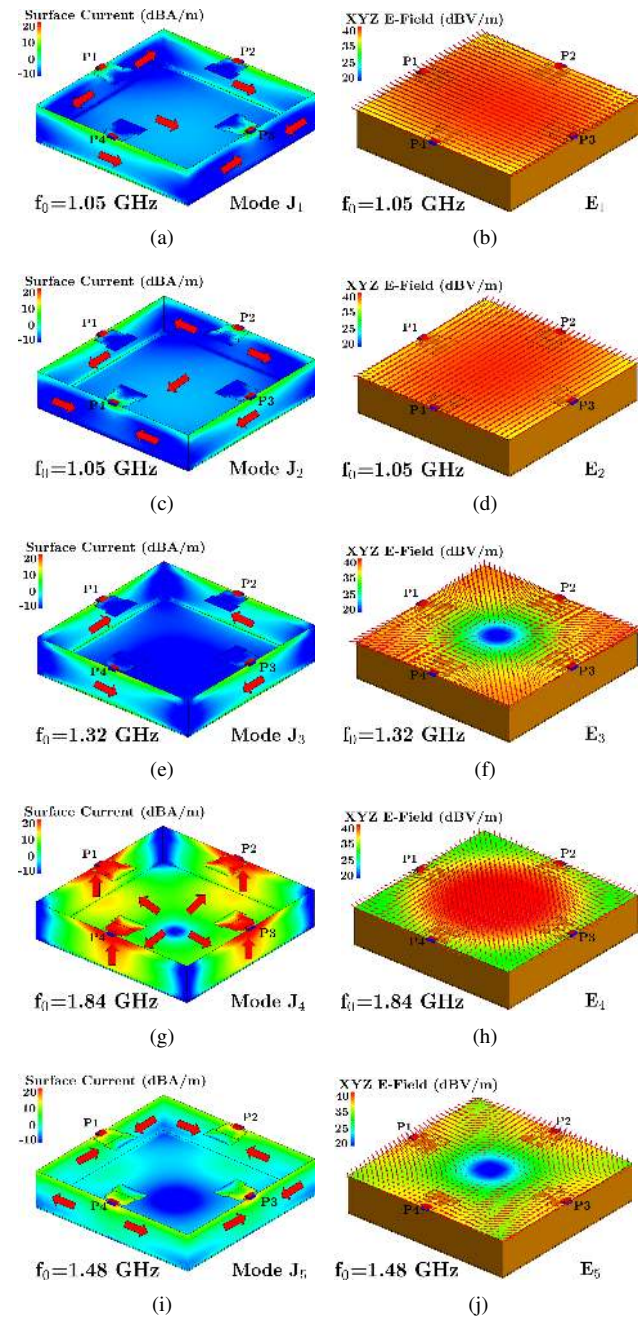 Surface Current (dBA/m)
20
10
0
-10
P1
P2
P4
P3
f0=1.05 GHz
Mode J1
(a)
XYZ E-Field (dBV/m)
40
35
25
20
P1
P2
P4
P3
f0=1.05 GHz
E1
(b)
Surface Current (dBA/m)
20
10
0
-10
P1
P2
P4
P3
f0=1.05 GHz
Mode J2
(c)
XYZ E-Field (dBV/m)
40
35
25
20
P1
P2
P4
P3
f0=1.05 GHz
E2
(d)
Surface Current (dBA/m)
20
10
0
-10
P1
P2
P4
P3
f0=1.32 GHz
Mode J3
(e)
XYZ E-Field (dBV/m)
40
35
25
20
P1
P2
P4
P3
f0=1.32 GHz
E3
(f)
Surface Current (dBA/m)
20
10
0
-10
P1
P2
P4
P3
f0=1.84 GHz
Mode J4
(g)
XYZ E-Field (dBV/m)
40
35
25
20
P1
P2
P4
P3
f0=1.84 GHz
E4
(h)
Surface Current (dBA/m)
20
10
0
-10
P1
P2
P4
P3
f0=1.48 GHz
Mode J5
(i)
XYZ E-Field (dBV/m)
40
35
25
20
P1
P2
P4
P3
f0=1.48 GHz
E5
(j)